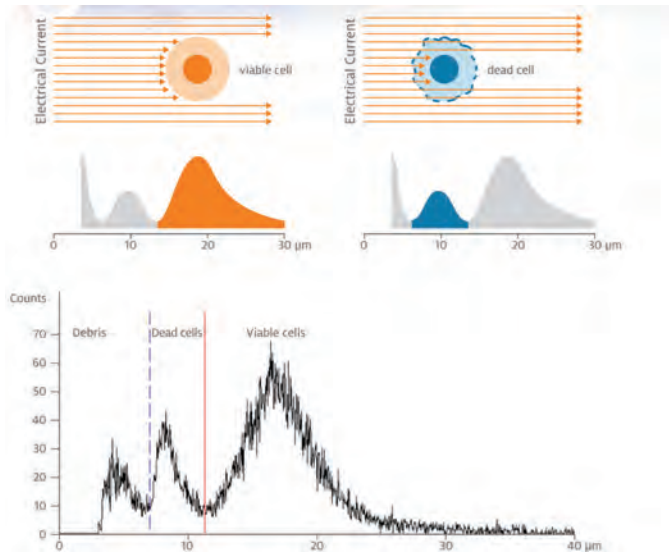 Electrical Current
viable cell
Electrical Current
dead cell
0 10 20 30 µm
0 10 20 30 µm
Counts
Debris Dead cells Viable cells
70
60
50
40
30
20
10
0
0 10 20 30 40 µm